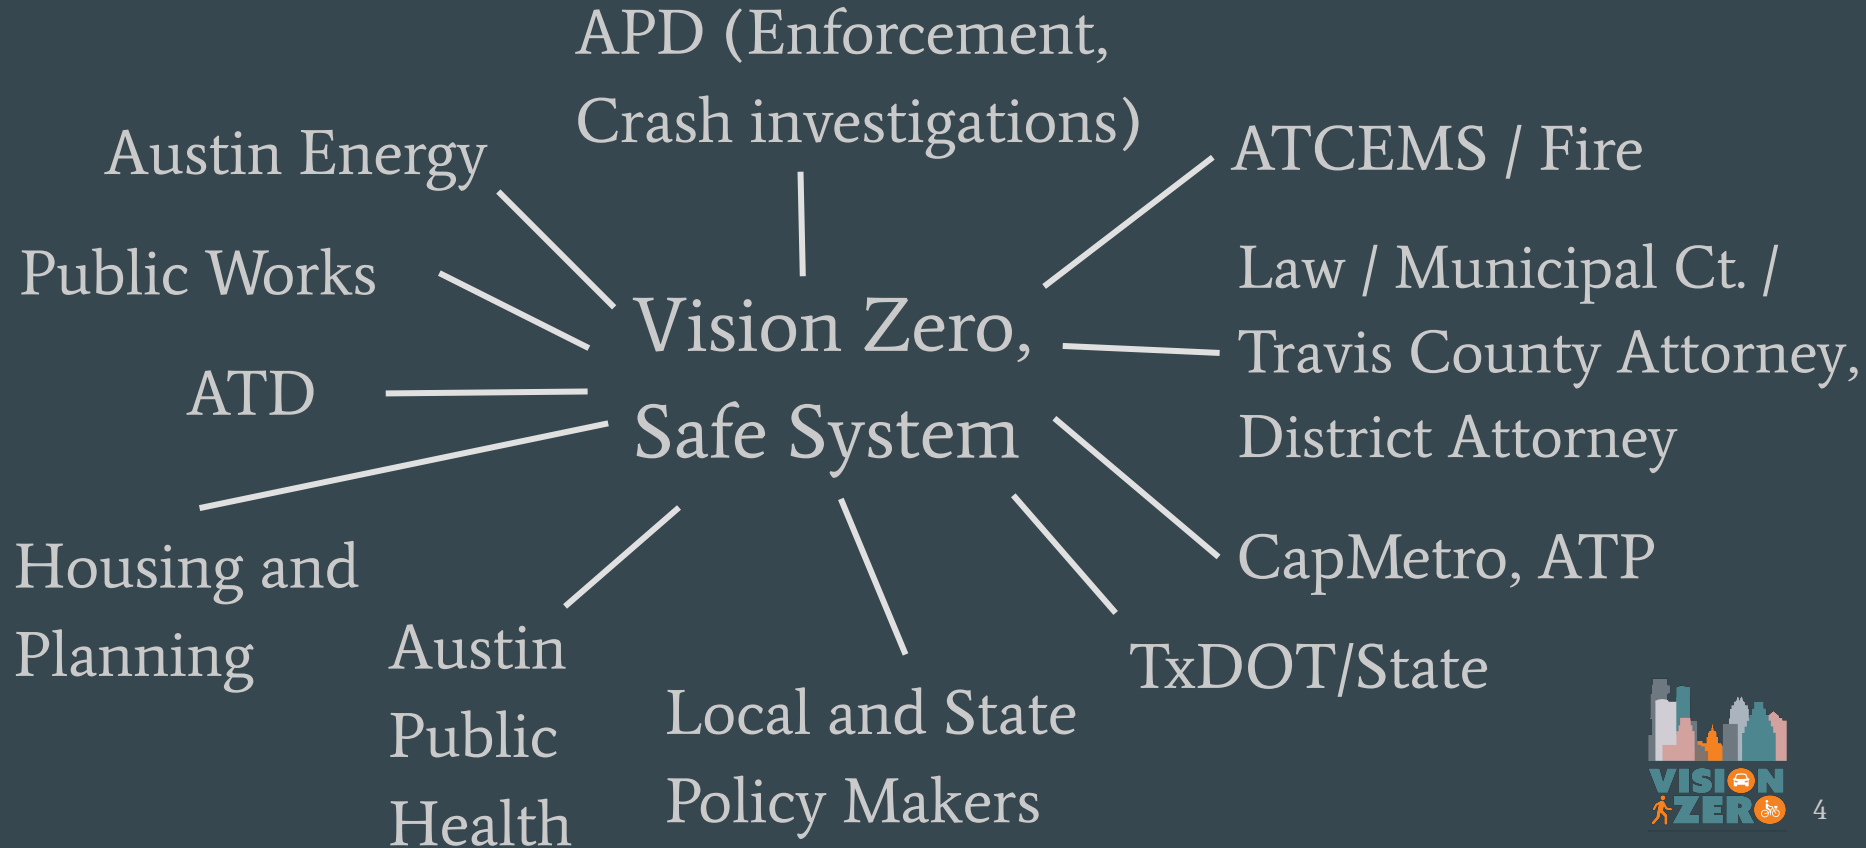 APD (Enforcement,
Crash investigations)
Austin Energy
ATCEMS / Fire
Public Works
Law / Municipal Ct. /
Travis County Attorney,
District Attorney
Vision Zero,
Safe System
ATD
Housing and
Planning
CapMetro, ATP
Austin
Public
Health
Local and State
Policy Makers
TxDOT/State
VISION
ZERO
4